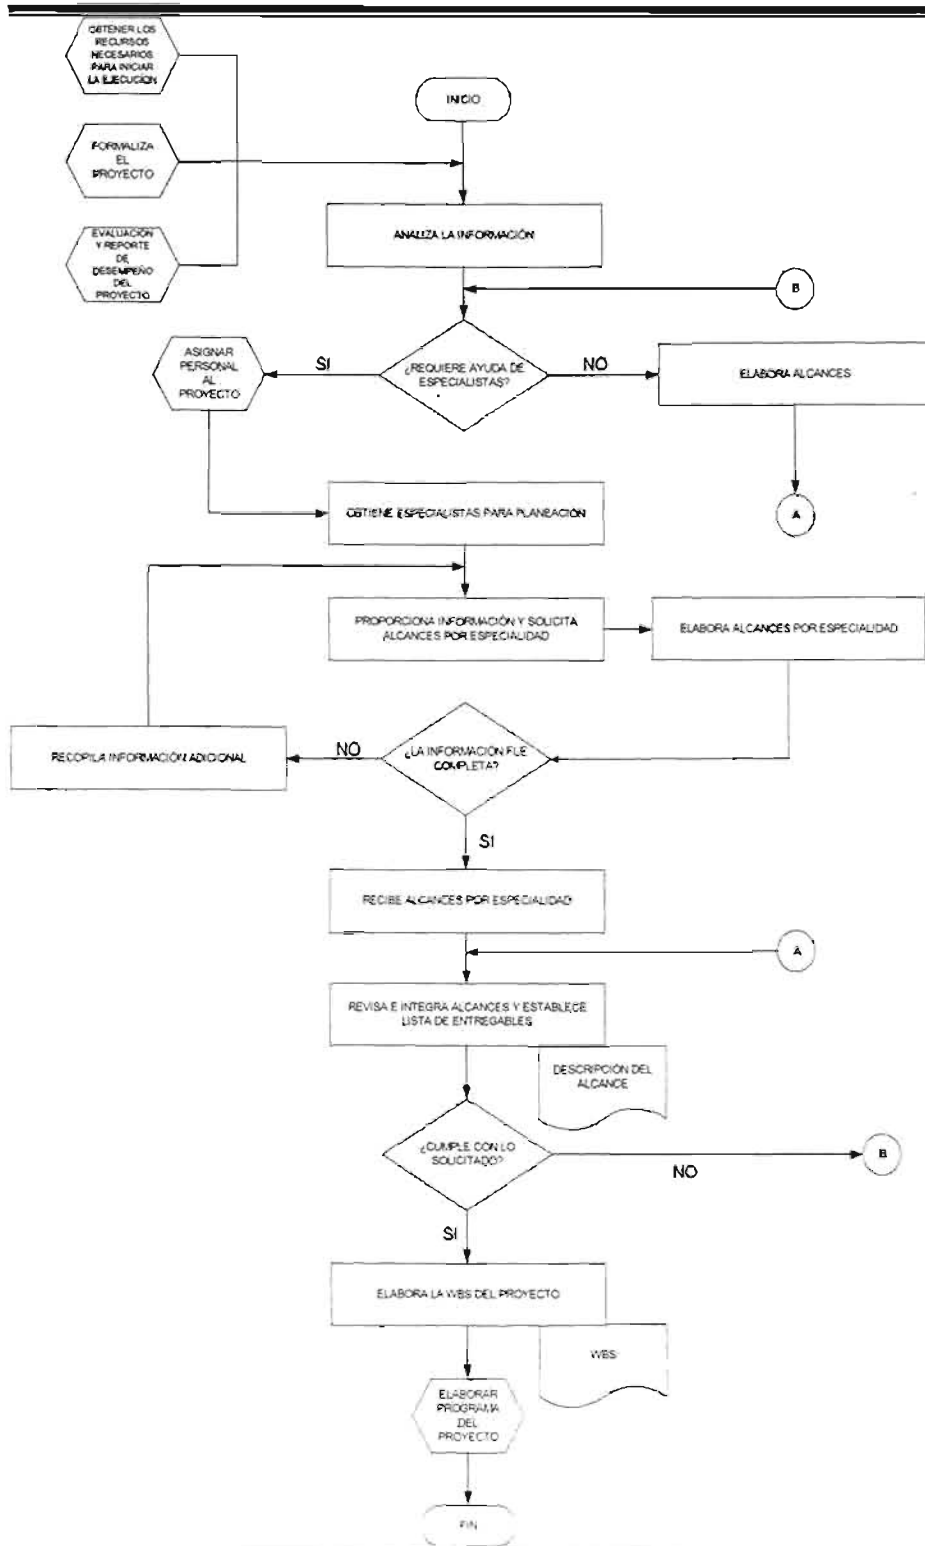 OBTENER LOS
RECURSOS
NECESARIOS
PARA INICIAR
LA EJECUCIÓN
INICIO
FORMALIZA
EL
PROYECTO
ANALIZA LA INFORMACIÓN
EVALUACIÓN
Y REPORTE
DE
DESEMPEÑO
DEL
PROYECTO
B
ASIGNAR
PERSONAL
AL
PROYECTO
SI
¿REQUIERE AYUDA DE
ESPECIALISTAS?
NO
ELABORA ALCANCES
OBTIENE ESPECIALISTAS PARA PLANEACIÓN
A
PROPORCIONA INFORMACIÓN Y SOLICITA
ALCANCES POR ESPECIALIDAD
ELABORA ALCANCES POR ESPECIALIDAD
RECOPILA INFORMACIÓN ADICIONAL
NO
¿LA INFORMACIÓN FUE
COMPLETA?
SI
RECIBE ALCANCES POR ESPECIALIDAD
A
REVISA E INTEGRA ALCANCES Y ESTABLECE
LISTA DE ENTREGABLES
DESCRIPCIÓN DEL
ALCANCE
¿CUMPLE CON LO
SOLICITADO?
NO
B
SI
ELABORA LA WBS DEL PROYECTO
WBS
ELABORAR
PROGRAMA
DEL
PROYECTO
FIN